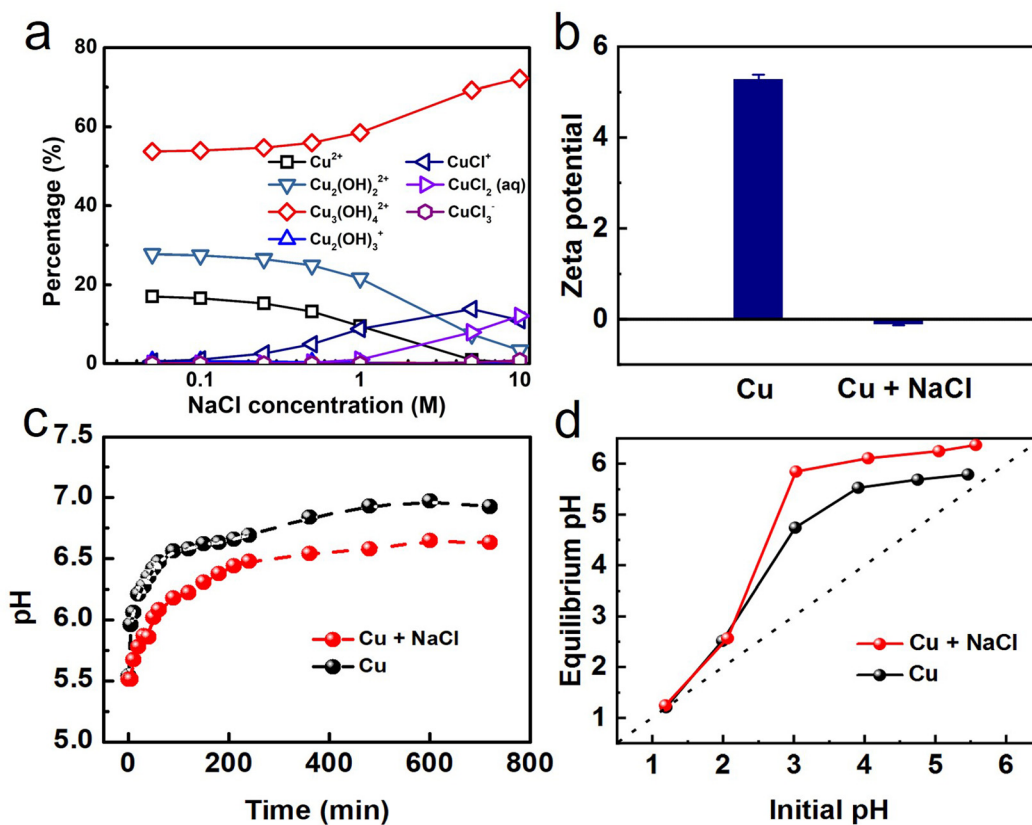 a
80
60
40
20
0
Percentage (%)
Cu²⁺
Cu₂(OH)₂²⁺
Cu₃(OH)₄²⁺
Cu₂(OH)₃⁺
CuCl⁺
CuCl₂ (aq)
CuCl₃⁻
0.1 1 10
NaCl concentration (M)
b
6
4
2
0
Zeta potential
Cu Cu + NaCl
c
7.5
7.0
6.5
6.0
5.5
5.0
pH
Cu + NaCl
Cu
0 200 400 600 800
Time (min)
d
6
5
4
3
2
1
Equilibrium pH
Cu + NaCl
Cu
1 2 3 4 5 6
Initial pH